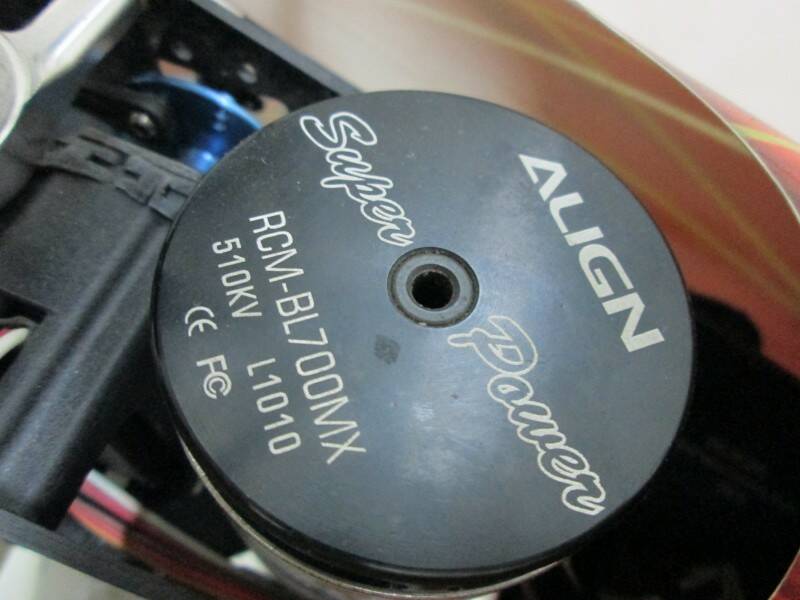 ALIGN
Super
Power
RCM-BL700MX
510KV L1010
CE FC